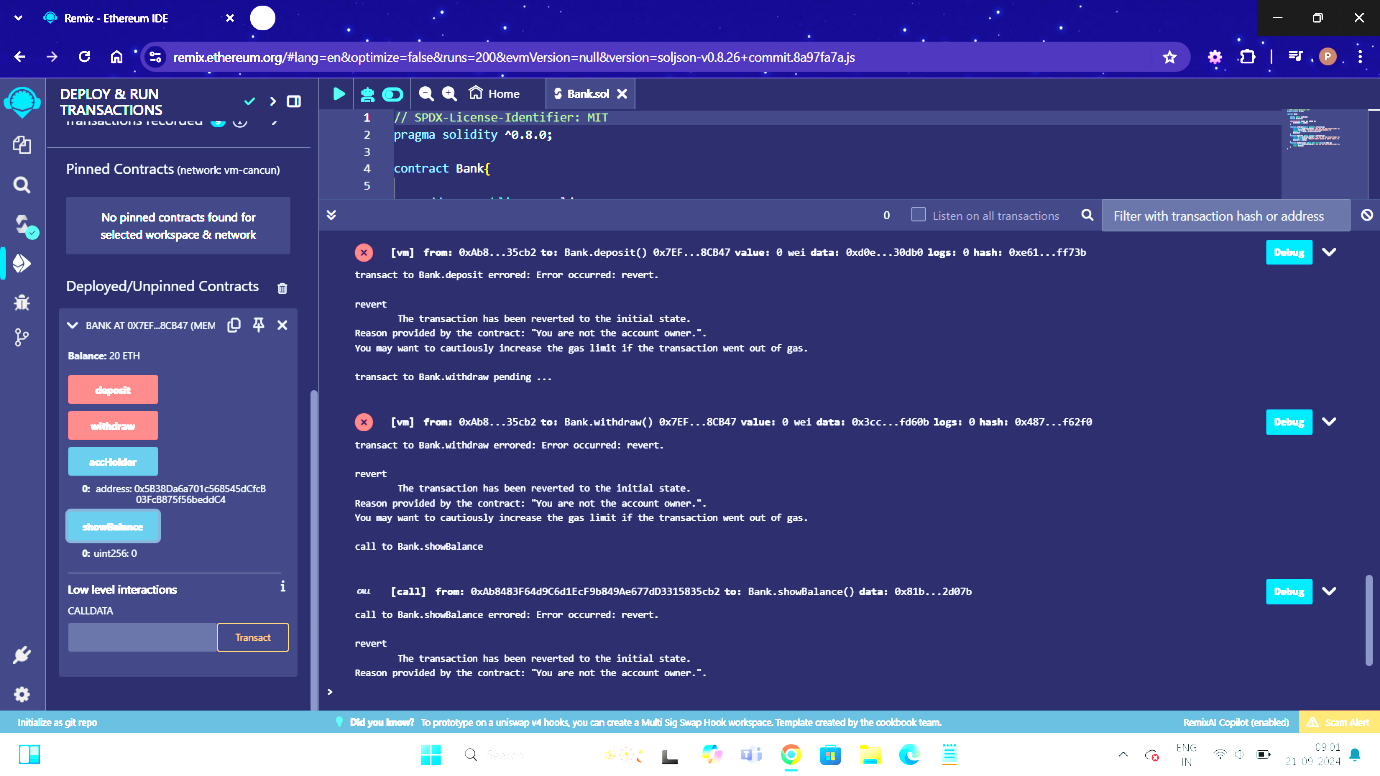 Remix - Ethereum IDE
remix.ethereum.org/#lang=en&optimize=false&runs=200&evmVersion=null&version=soljson-v0.8.26+commit.8a97fa7a.js
P
DEPLOY & RUN
TRANSACTIONS
Transactions recorded
Pinned Contracts (network: vm-cancun)
No pinned contracts found for
selected workspace & network
Deployed/Unpinned Contracts
BANK AT 0X7EF...8CB47 (MEM
Balance: 20 ETH
deposit
withdraw
accHolder
0: address: 0x5B38Da6a701c568545dCfcB
03FcB875f56beddC4
showBalance
0: uint256: 0
Low level interactions
i
CALLDATA
Transact
Home
Bank.sol
1 // SPDX-License-Identifier: MIT
2 pragma solidity ^0.8.0;
3
4 contract Bank{
5
0
Listen on all transactions
Filter with transaction hash or address
[vm] from: 0xAb8...35cb2 to: Bank.deposit() 0x7EF...8CB47 value: 0 wei data: 0xd0e...30db0 logs: 0 hash: 0xe61...ff73b
Debug
transact to Bank.deposit errored: Error occurred: revert.
revert
The transaction has been reverted to the initial state.
Reason provided by the contract: "You are not the account owner.".
You may want to cautiously increase the gas limit if the transaction went out of gas.
transact to Bank.withdraw pending ...
[vm] from: 0xAb8...35cb2 to: Bank.withdraw() 0x7EF...8CB47 value: 0 wei data: 0x3cc...fd60b logs: 0 hash: 0x487...f62f0
Debug
transact to Bank.withdraw errored: Error occurred: revert.
revert
The transaction has been reverted to the initial state.
Reason provided by the contract: "You are not the account owner.".
You may want to cautiously increase the gas limit if the transaction went out of gas.
call to Bank.showBalance
CALL [call] from: 0xAb8483F64d9C6d1EcF9b849Ae677dD3315835cb2 to: Bank.showBalance() data: 0x81b...2d07b
Debug
call to Bank.showBalance errored: Error occurred: revert.
revert
The transaction has been reverted to the initial state.
Reason provided by the contract: "You are not the account owner.".
>
Initialize as git repo
Did you know? To prototype on a uniswap v4 hooks, you can create a Multi Sig Swap Hook workspace. Template created by the cookbook team.
RemixAI Copilot (enabled)
Scam Alert
Search
ENG
IN
09:01
21-09-2024